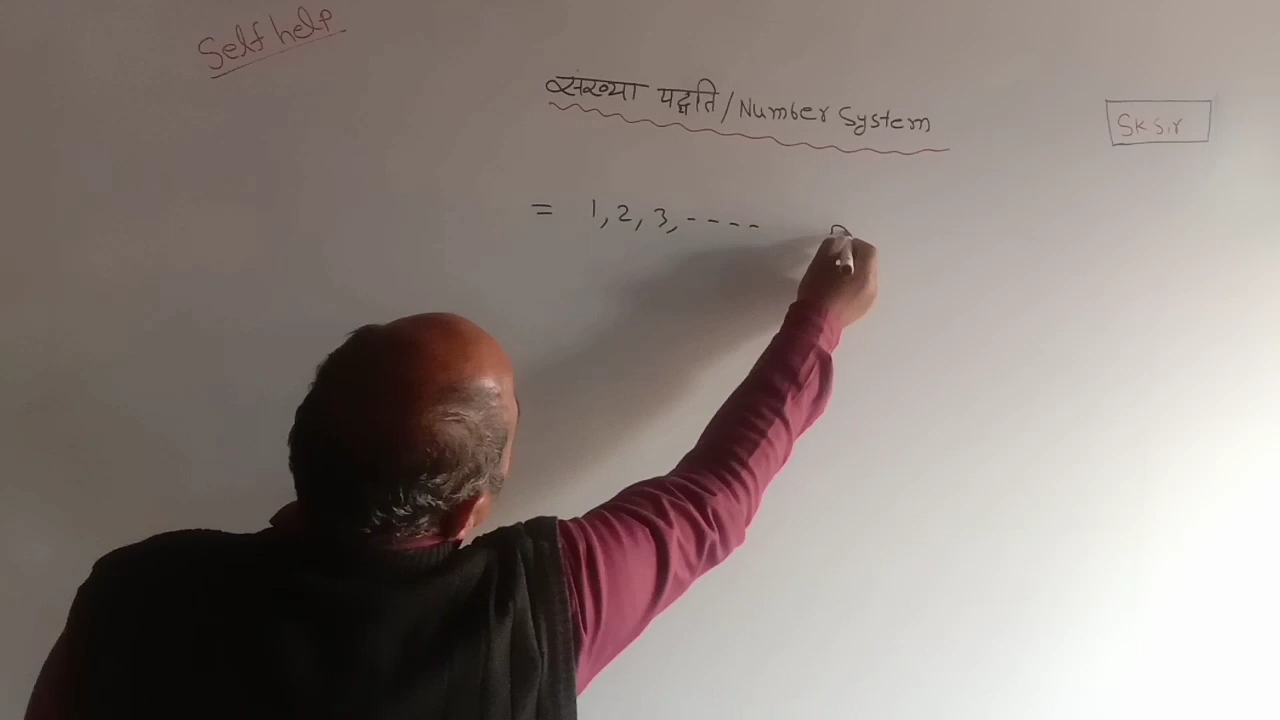 Self help
संख्या पद्धति / Number System
SK Sir
= 1, 2, 3, - - - -